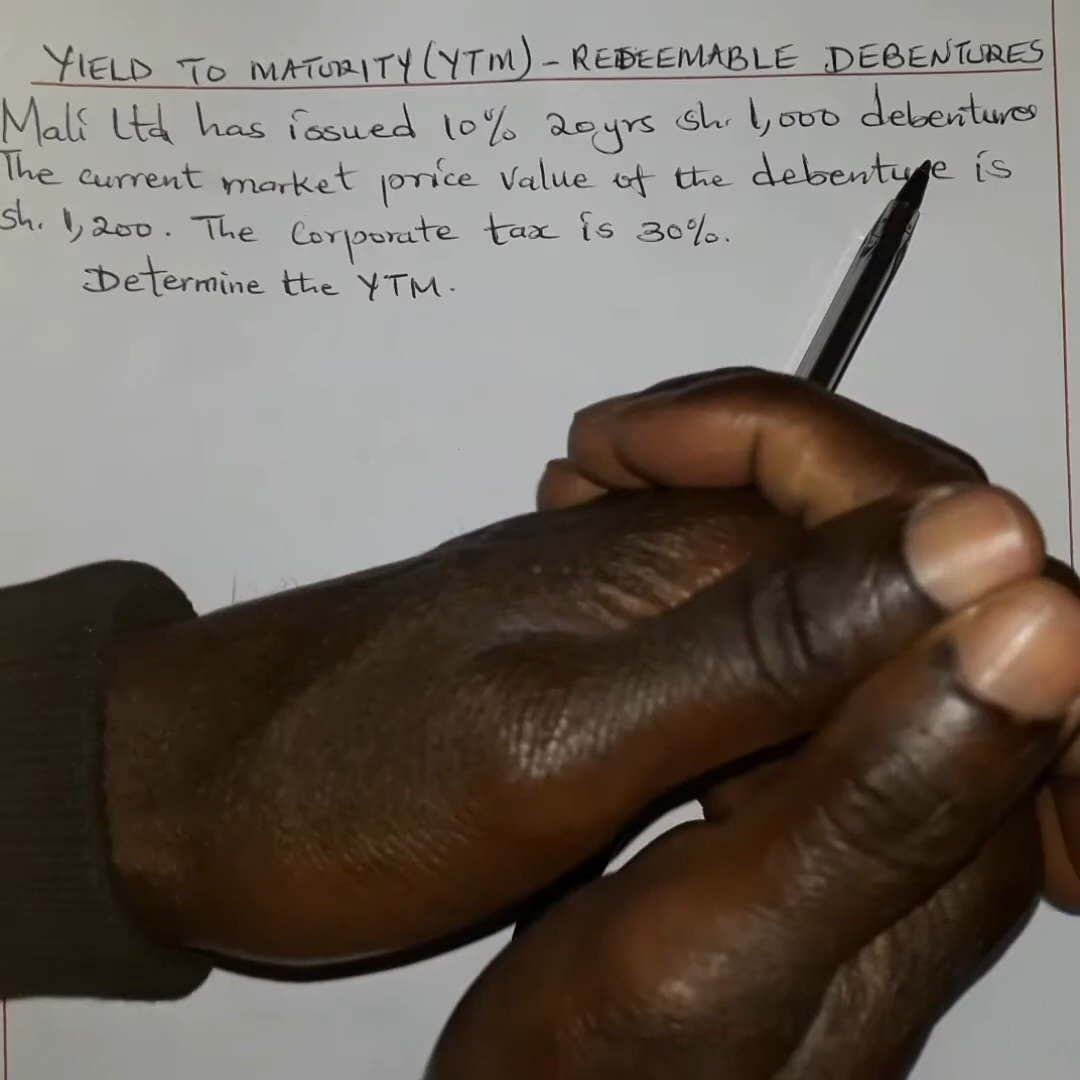 YIELD TO MATURITY (YTM) - REDEEMABLE DEBENTURES
Mali Ltd has issued 10% 20yrs sh. 1,000 debentures
The current market price value of the debenture is
sh. 1,200. The corporate tax is 30%.
Determine the YTM.